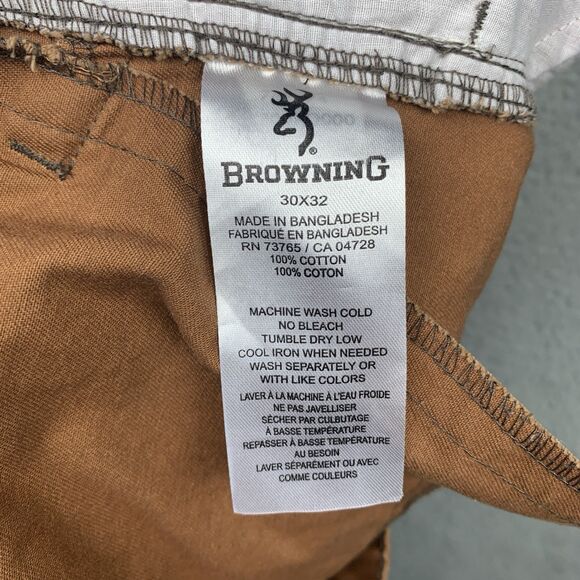 BROWNING
30X32
MADE IN BANGLADESH
FABRIQUÉ EN BANGLADESH
RN 73765 / CA 04728
100% COTTON
100% COTON
MACHINE WASH COLD
NO BLEACH
TUMBLE DRY LOW
COOL IRON WHEN NEEDED
WASH SEPARATELY OR
WITH LIKE COLORS
LAVER À LA MACHINE À L'EAU FROIDE
NE PAS JAVELLISER
SÉCHER PAR CULBUTAGE
À BASSE TEMPÉRATURE
REPASSER À BASSE TEMPÉRATURE
AU BESOIN
LAVER SÉPARÉMENT OU AVEC
COMME COULEURS